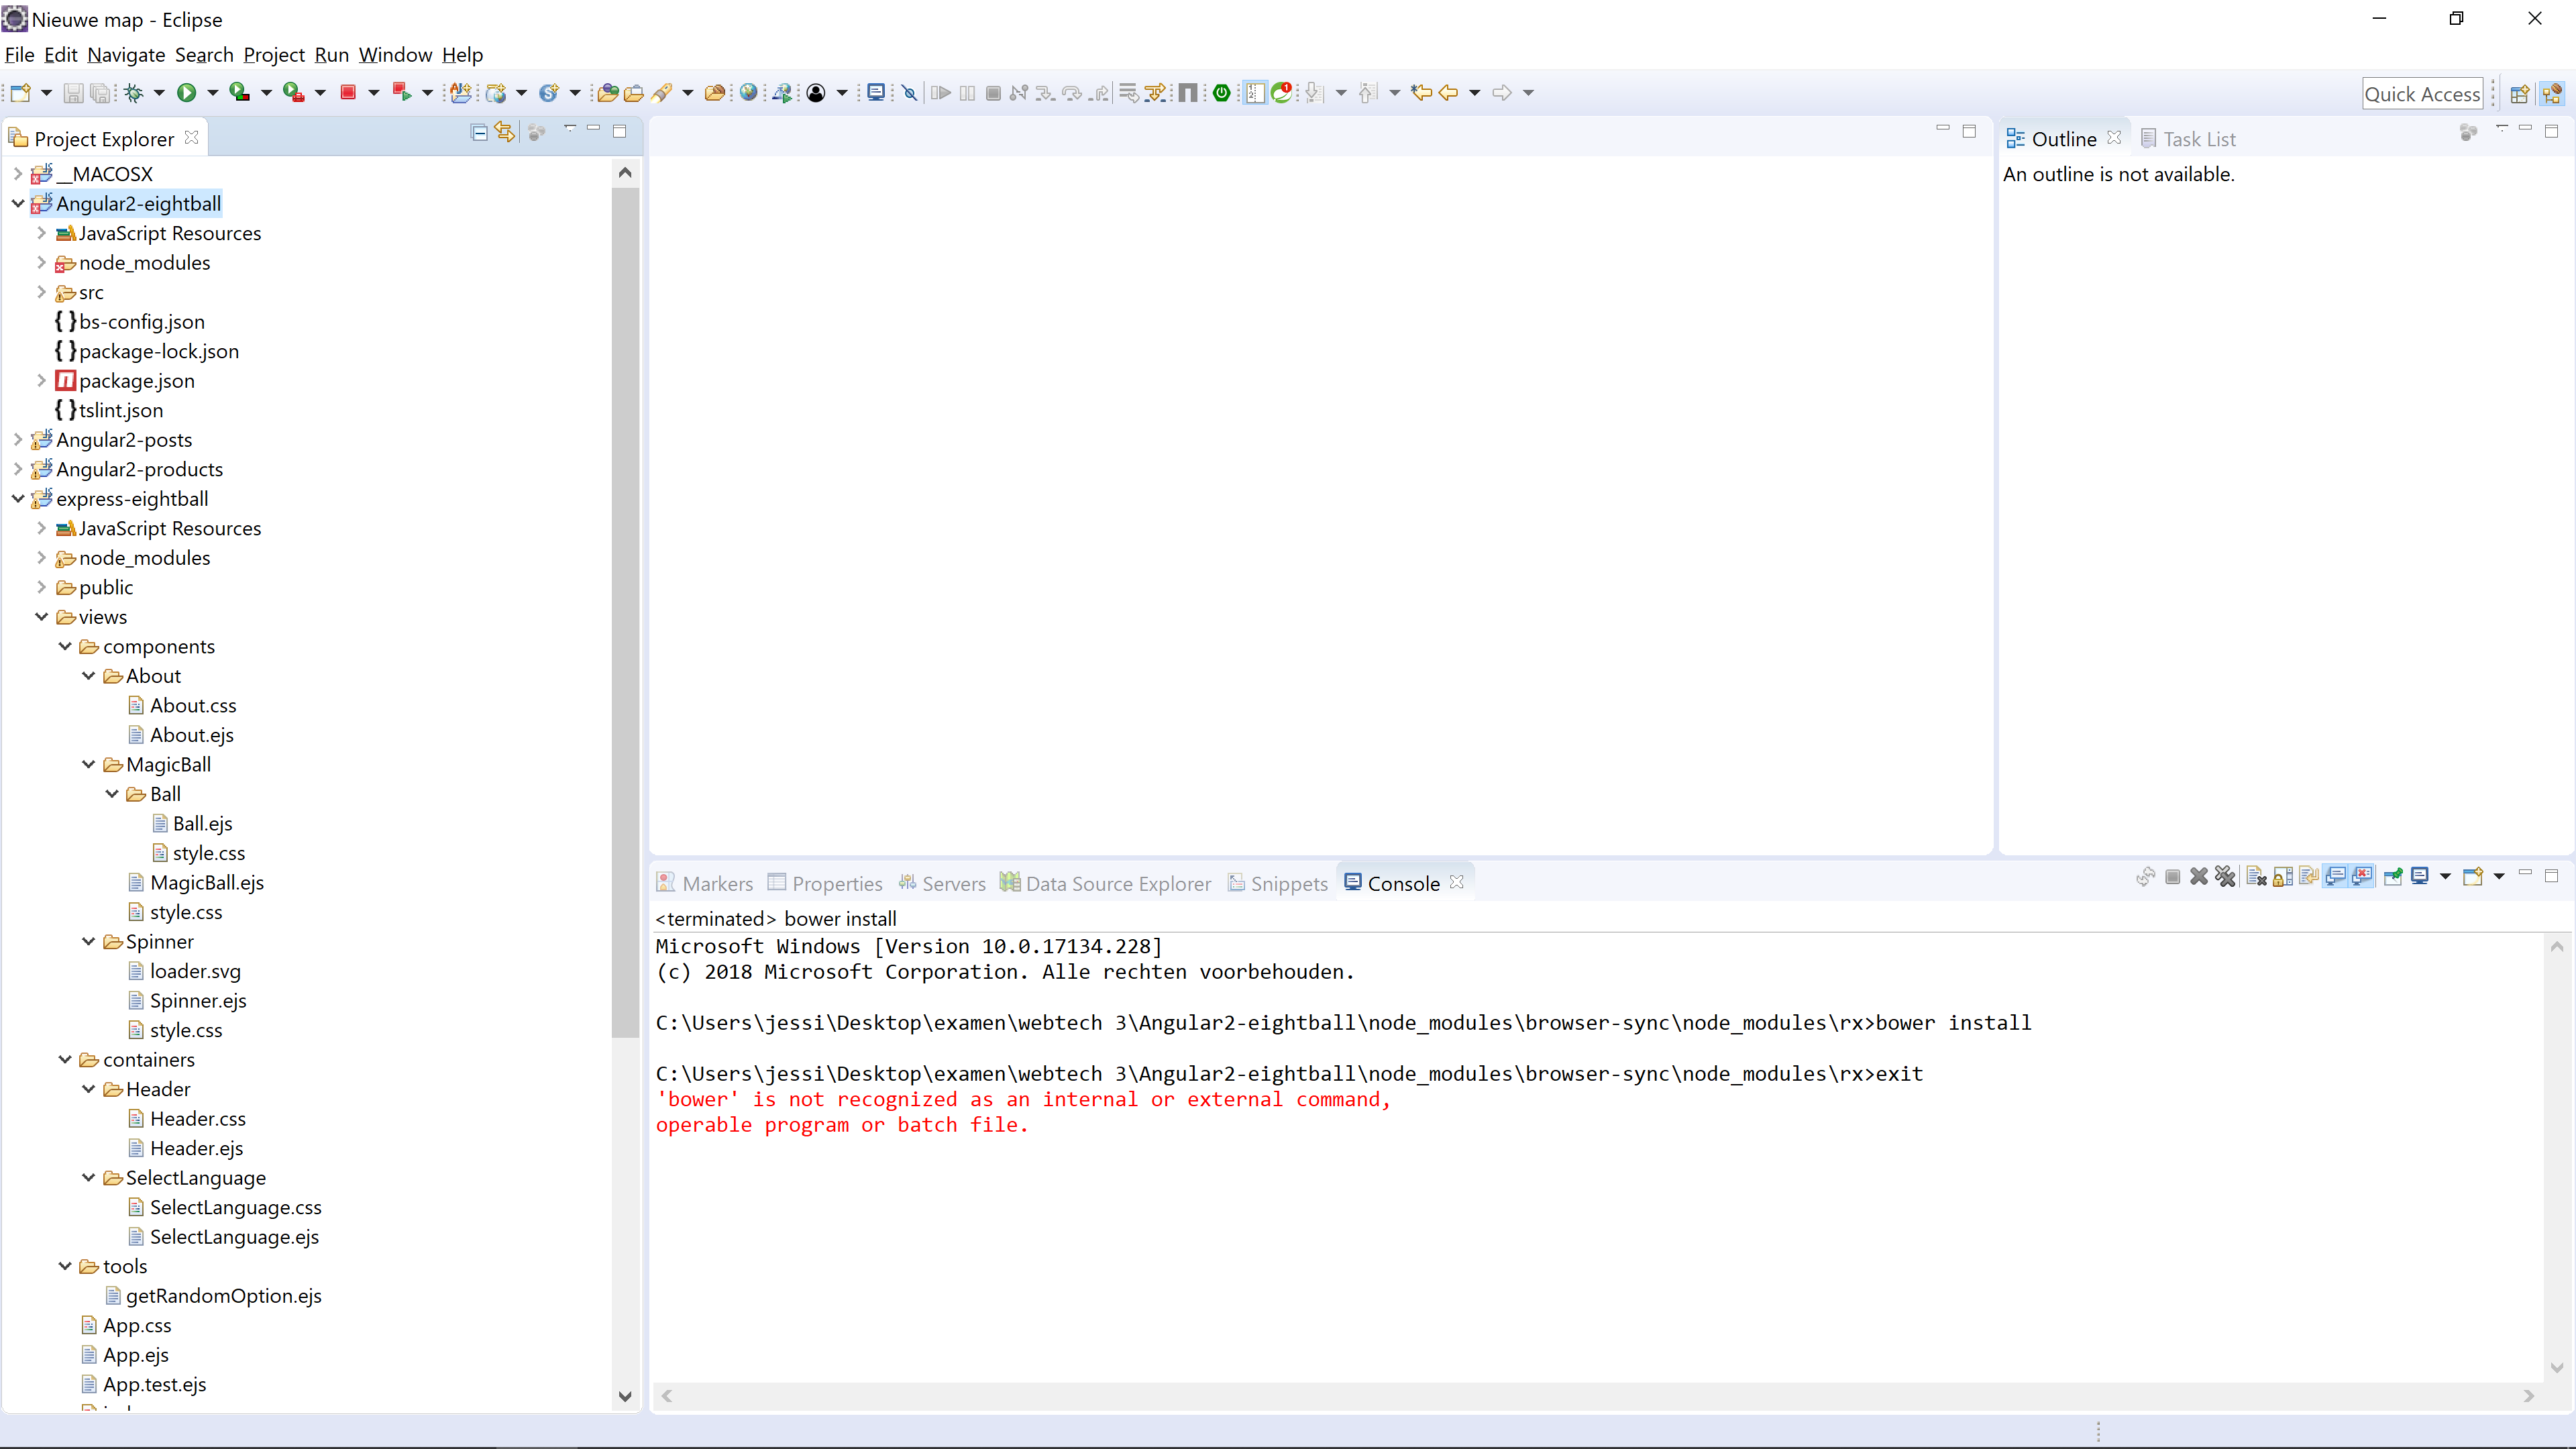 Nieuwe map - Eclipse
File Edit Navigate Search Project Run Window Help
Quick Access
Project Explorer
__MACOSX
Angular2-eightball
JavaScript Resources
node_modules
src
bs-config.json
package-lock.json
package.json
tslint.json
Angular2-posts
Angular2-products
express-eightball
JavaScript Resources
node_modules
public
views
components
About
About.css
About.ejs
MagicBall
Ball
Ball.ejs
style.css
MagicBall.ejs
style.css
Spinner
loader.svg
Spinner.ejs
style.css
containers
Header
Header.css
Header.ejs
SelectLanguage
SelectLanguage.css
SelectLanguage.ejs
tools
getRandomOption.ejs
App.css
App.ejs
App.test.ejs
Outline Task List
An outline is not available.
Markers Properties Servers Data Source Explorer Snippets Console
<terminated> bower install
Microsoft Windows [Version 10.0.17134.228]
(c) 2018 Microsoft Corporation. Alle rechten voorbehouden.
C:\Users\jessi\Desktop\examen\webtech 3\Angular2-eightball\node_modules\browser-sync\node_modules\rx>bower install
C:\Users\jessi\Desktop\examen\webtech 3\Angular2-eightball\node_modules\browser-sync\node_modules\rx>exit
'bower' is not recognized as an internal or external command,
operable program or batch file.